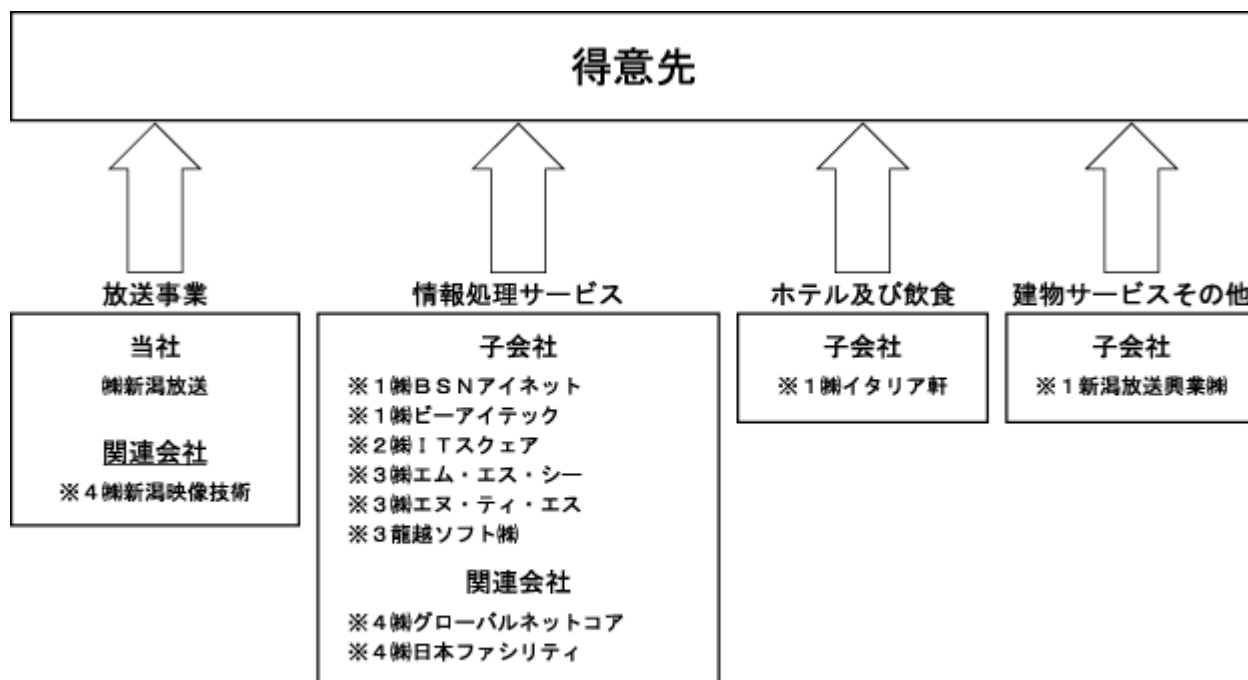 得意先
放送事業
当社
㈱新潟放送
関連会社
※4㈱新潟映像技術
情報処理サービス
子会社
※1㈱BSNアイネット
※1㈱ビーアイテック
※2㈱ITスクェア
※3㈱エム・エス・シー
※3㈱エヌ・ティ・エス
※3龍越ソフト㈱
関連会社
※4㈱グローバルネットコア
※4㈱日本ファシリティ
ホテル及び飲食
子会社
※1㈱イタリア軒
建物サービスその他
子会社
※1新潟放送興業㈱